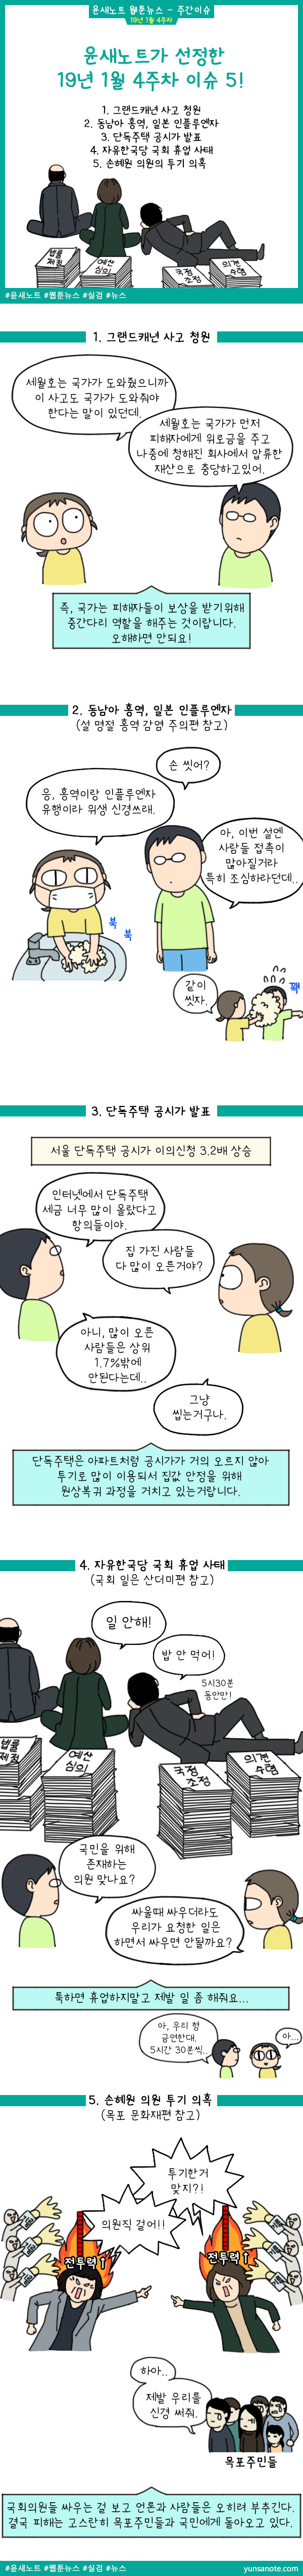 윤새노트 웹툰뉴스 - 주간이슈
19년 1월 4주차
윤새노트가 선정한
19년 1월 4주차 이슈 5!
1. 그랜드캐년 사고 청원
2. 동남아 홍역, 일본 인플루엔자
3. 단독주택 공시가 발표
4. 자유한국당 국회 휴업 사태
5. 손혜원 의원의 투기 의혹
법률
제정
예산
심의
국정
조정
의견
수렴
#윤새노트 #웹툰뉴스 #실검 #뉴스
1. 그랜드캐년 사고 청원
세월호는 국가가 도와줬으니까
이 사고도 국가가 도와줘야
한다는 말이 있던데.
세월호는 국가가 먼저
피해자에게 위로금을 주고
나중에 청해진 회사에서 압류한
재산으로 충당하고있어.
즉, 국가는 피해자들이 보상을 받기위해
중간다리 역할을 해주는 것이랍니다.
오해하면 안되요!
2. 동남아 홍역, 일본 인플루엔자
(설 명절 홍역 감염 주의편 참고)
손 씻어?
응, 홍역이랑 인플루엔자
유행이라 위생 신경쓰래.
아, 이번 설엔
사람들 접촉이
많아질거라
특히 조심하라던데..
북
북
같이
씻자.
꽥
3. 단독주택 공시가 발표
서울 단독주택 공시가 이의신청 3.2배 상승
인터넷에서 단독주택
세금 너무 많이 올랐다고
항의들이야.
집 가진 사람들
다 많이 오른거야?
아니, 많이 오른
사람들은 상위
1.7%밖에
안된다는데..
그냥
씹는거구나.
단독주택은 아파트처럼 공시가가 거의 오르지 않아
투기로 많이 이용되서 집값 안정을 위해
원상복귀 과정을 거치고 있는거랍니다.
4. 자유한국당 국회 휴업 사태
(국회 일은 산더미편 참고)
일 안해!
밥 안 먹어!
5시30분
동안만!
법률
제정
예산
심의
국정
조정
의견
수렴
국민을 위해
존재하는
의원 맞나요?
싸울때 싸우더라도
우리가 요청한 일은
하면서 싸우면 안될까요?
툭하면 휴업하지말고 제발 일 좀 해줘요...
아, 우리 형
금연한대.
5시간 30분씩..
아...
5. 손혜원 의원 투기 의혹
(목포 문화재편 참고)
투기한거
맞지?!
의원직 걸어!!
전투력↑
전투력↑
하아..
제발 우리를
신경 써줘.
목포주민들
국회의원들 싸우는 걸 보고 언론과 사람들은 오히려 부추긴다.
결국 피해는 고스란히 목포주민들과 국민에게 돌아오고 있다.
#윤새노트 #웹툰뉴스 #실검 #뉴스
yunsanote.com